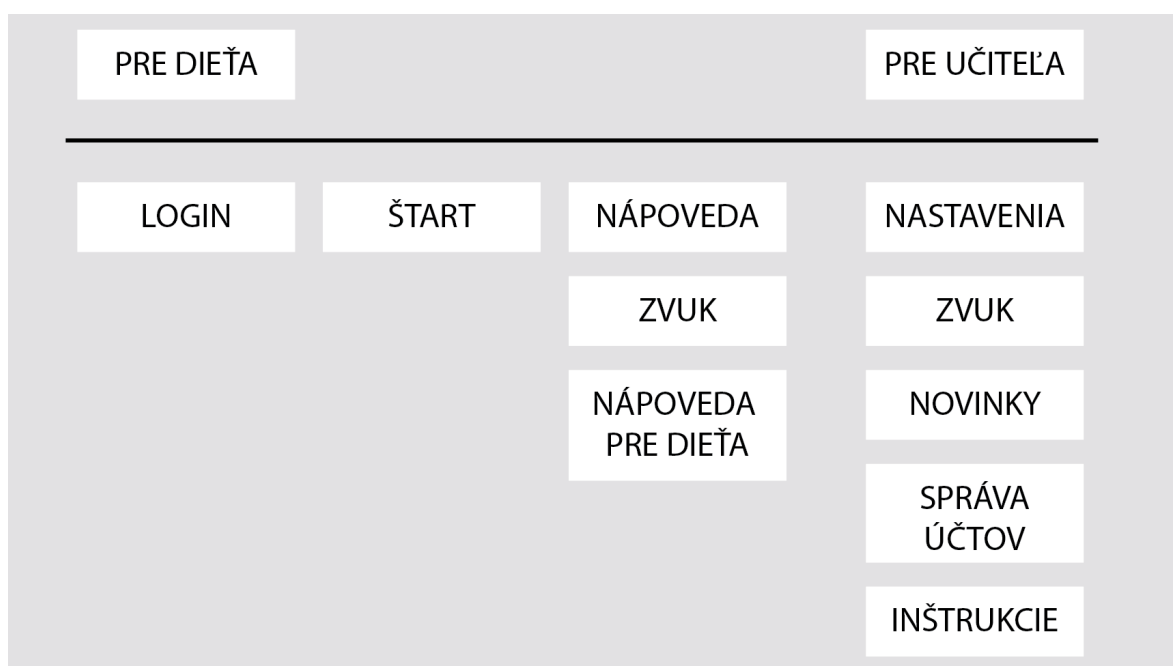 PRE DIEŤA
PRE UČITEĽA
LOGIN
ŠTART
NÁPOVEDA
NASTAVENIA
ZVUK
ZVUK
NÁPOVEDA
PRE DIEŤA
NOVINKY
SPRÁVA
ÚČTOV
INŠTRUKCIE